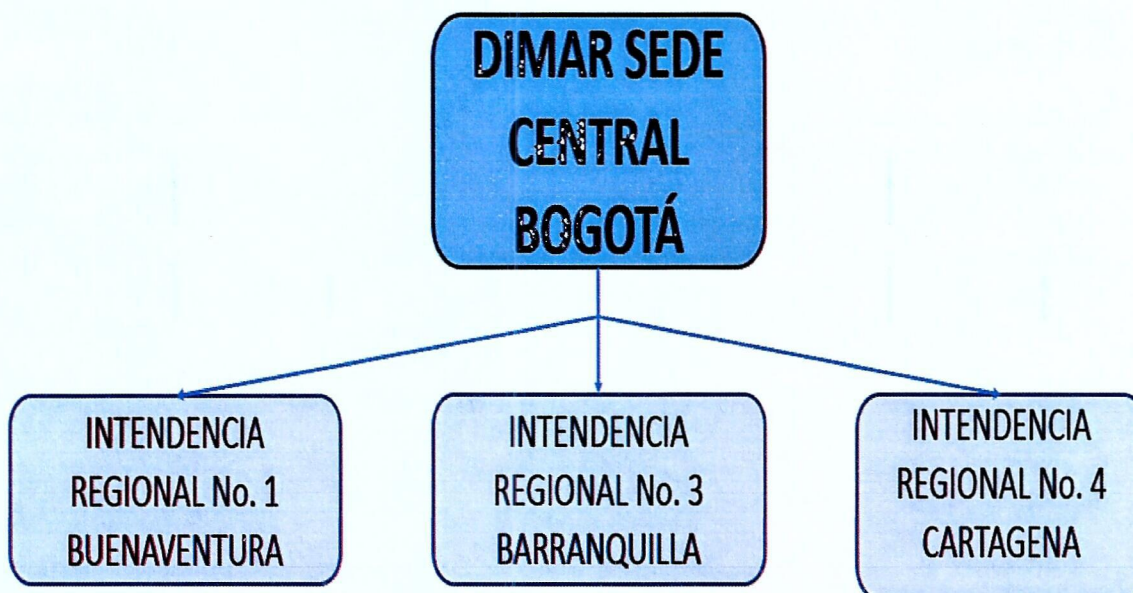 DIMAR SEDE
CENTRAL
BOGOTÁ
INTENDENCIA
REGIONAL No. 1
BUENAVENTURA
INTENDENCIA
REGIONAL No. 3
BARRANQUILLA
INTENDENCIA
REGIONAL No. 4
CARTAGENA